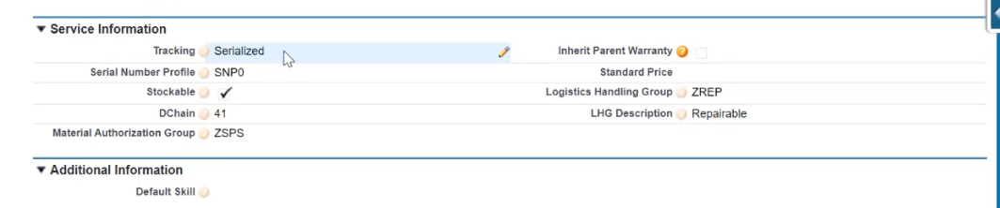 Service Information
Tracking Serialized Inherit Parent Warranty
Serial Number Profile SNP0 Standard Price
Stockable Logistics Handling Group ZREP
DChain 41 LHG Description Repairable
Material Authorization Group ZSPS
Additional Information
Default Skill